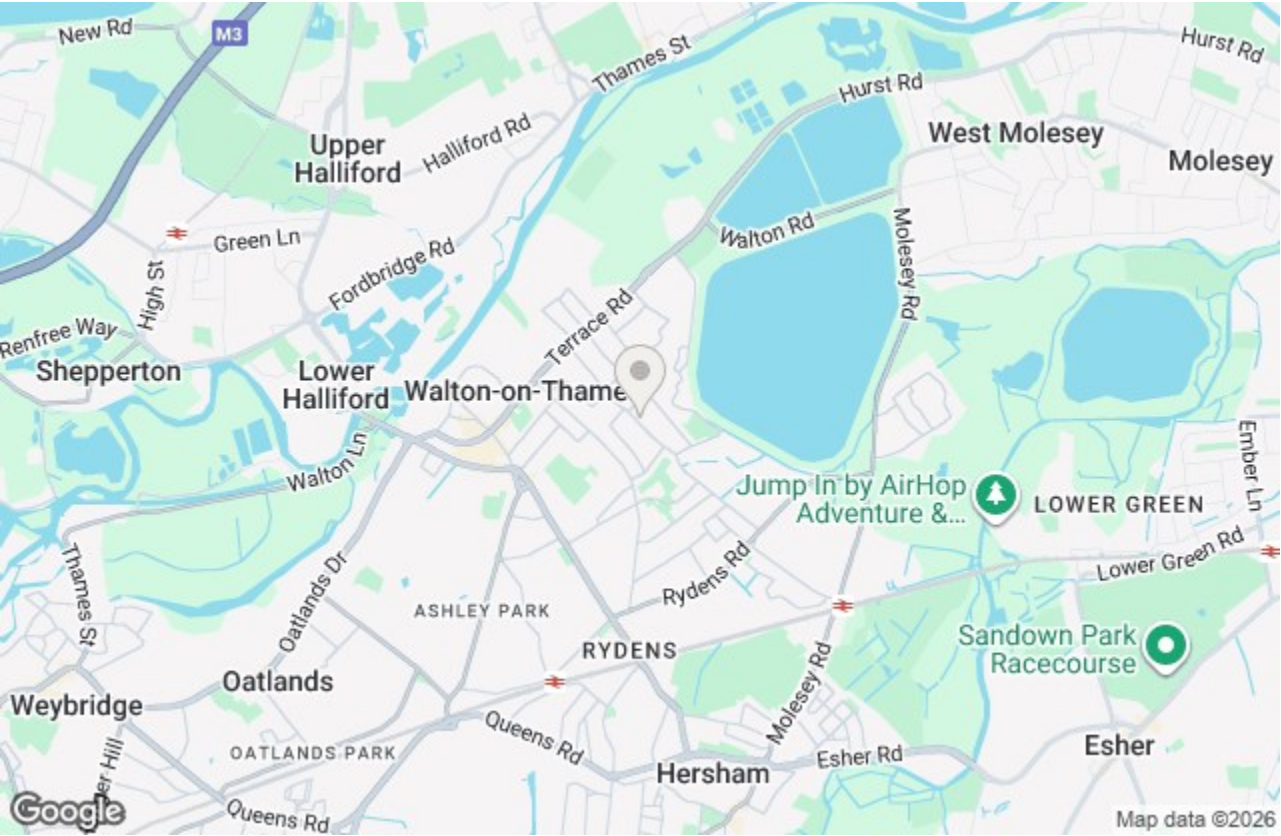 New Rd
M3
Thames St
Hurst Rd
Hurst Rd
Upper
Halliford
Halliford Rd
West Molesey
Molesey
Green Ln
Walton Rd
Molesey Rd
High St
Fordbridge Rd
Renfree Way
Terrace Rd
Shepperton
Lower
Halliford
Walton-on-Thame
Walton Ln
Ember Ln
Jump In by AirHop
Adventure &...
LOWER GREEN
Lower Green Rd
Thames St
Oatlands Dr
Rydens Rd
ASHLEY PARK
RYDENS
Sandown Park
Racecourse
Oatlands
Weybridge
Molesey Rd
Queens Rd
OATLANDS PARK
Esher Rd
Esher
Hersham
er Hill
Queens Rd
Google
Map data ©2026